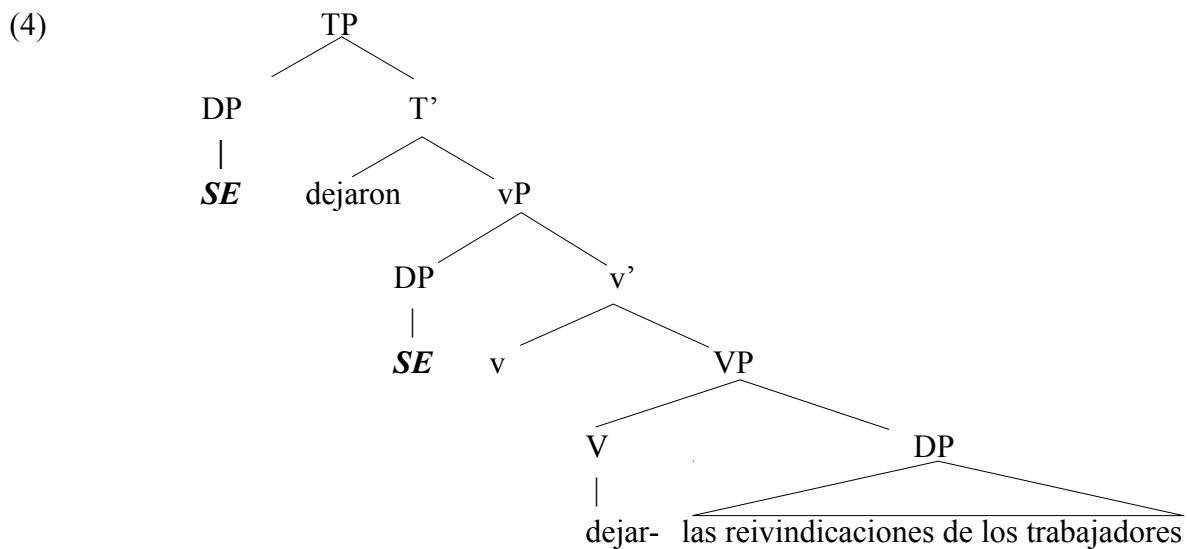 (4) TP
DP T’
SE dejaron vP
DP v’
SE v VP
V DP
dejar- las reivindicaciones de los trabajadores